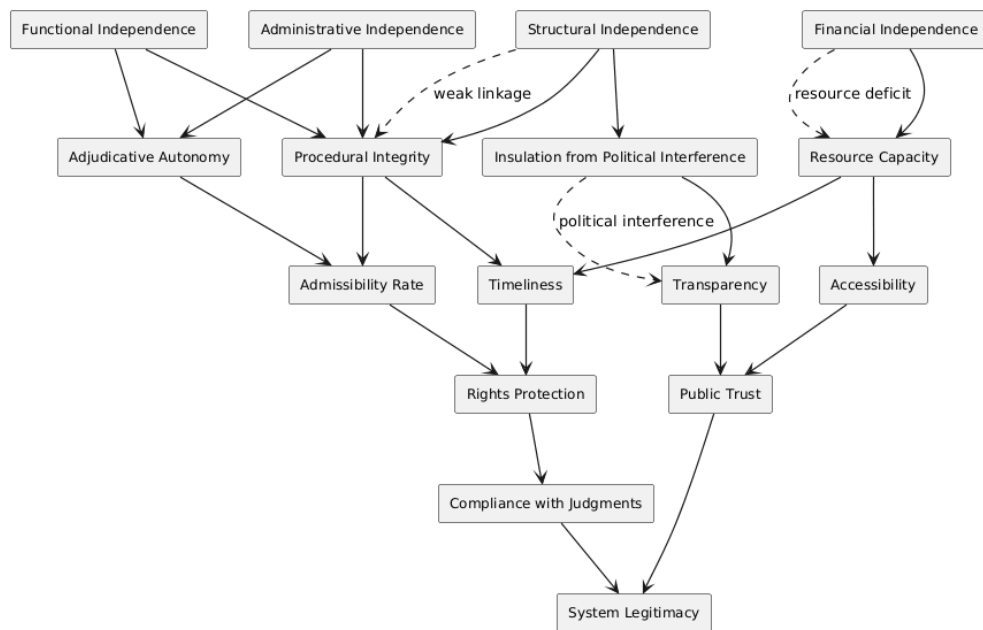 Functional Independence
Administrative Independence
Structural Independence
Financial Independence
weak linkage
resource deficit
Adjudicative Autonomy
Procedural Integrity
Insulation from Political Interference
Resource Capacity
political interference
Admissibility Rate
Timeliness
Transparency
Accessibility
Rights Protection
Public Trust
Compliance with Judgments
System Legitimacy